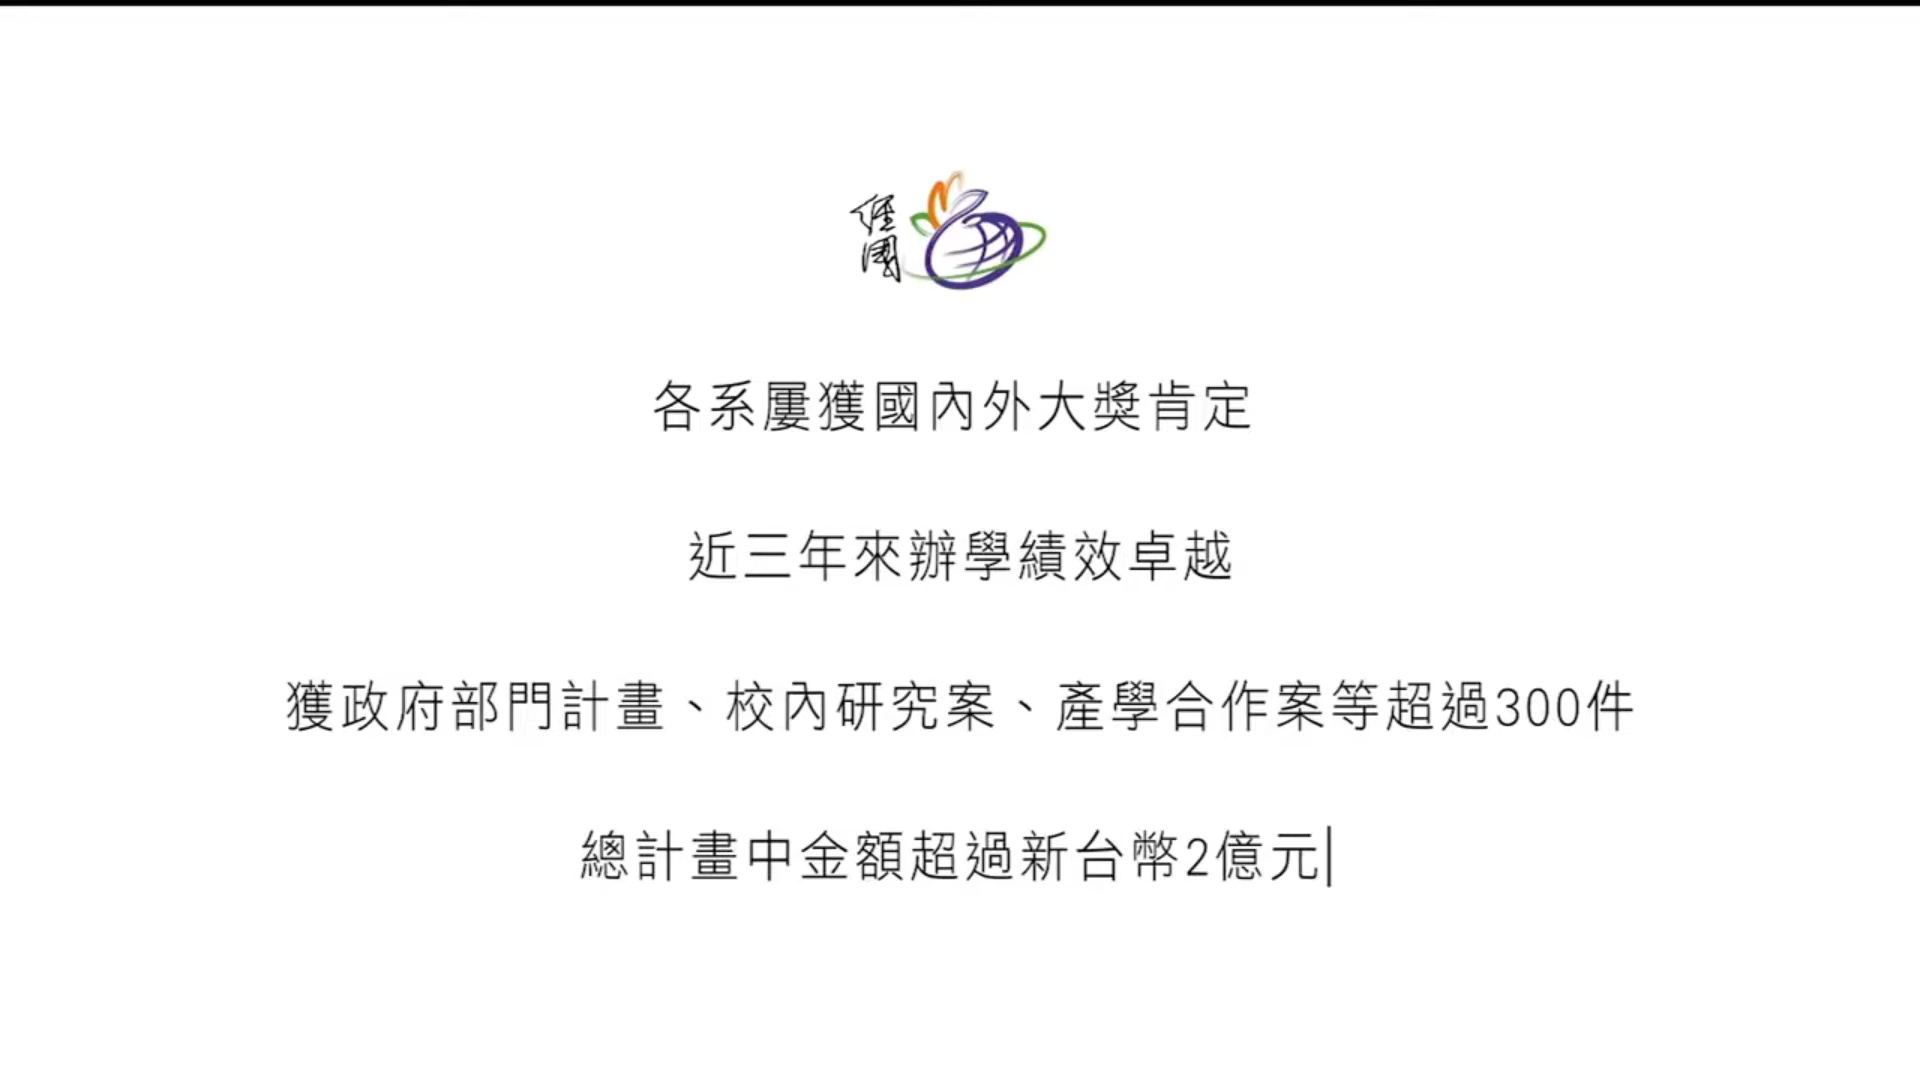 經國
各系屢獲國內外大獎肯定
近三年來辦學績效卓越
獲政府部門計畫、校內研究案、產學合作案等超過300件
總計畫中金額超過新台幣2億元